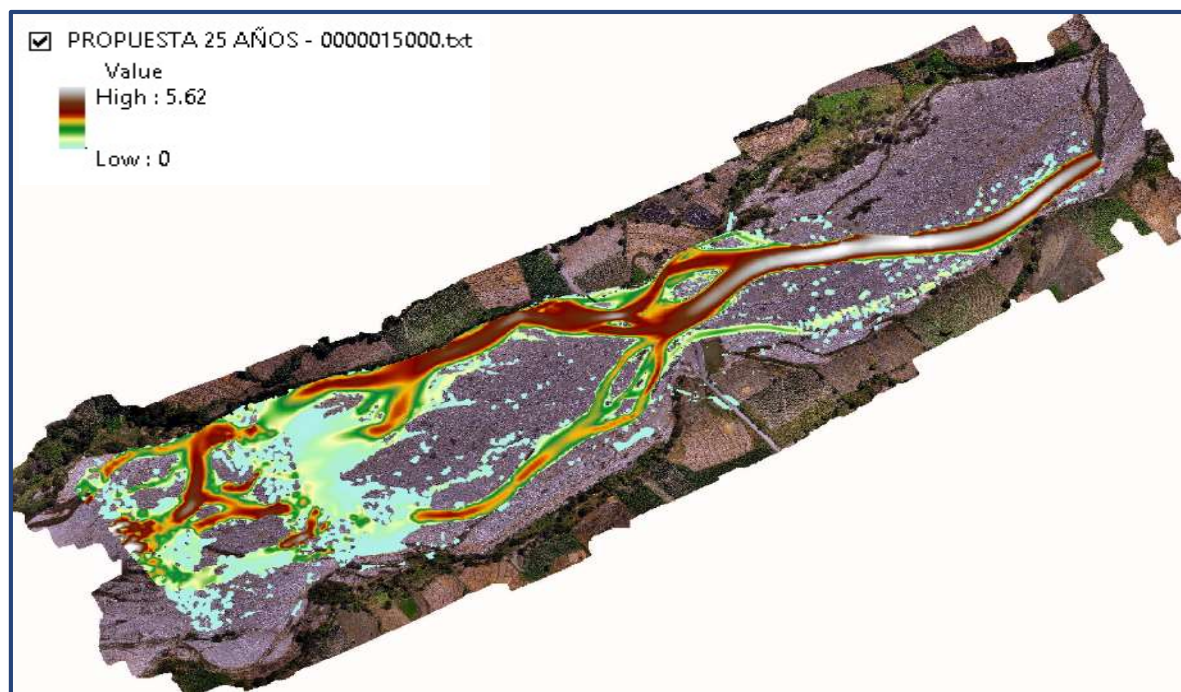 PROPUESTA 25 AÑOS - 0000015000.txt
Value
High : 5.62
Low : 0